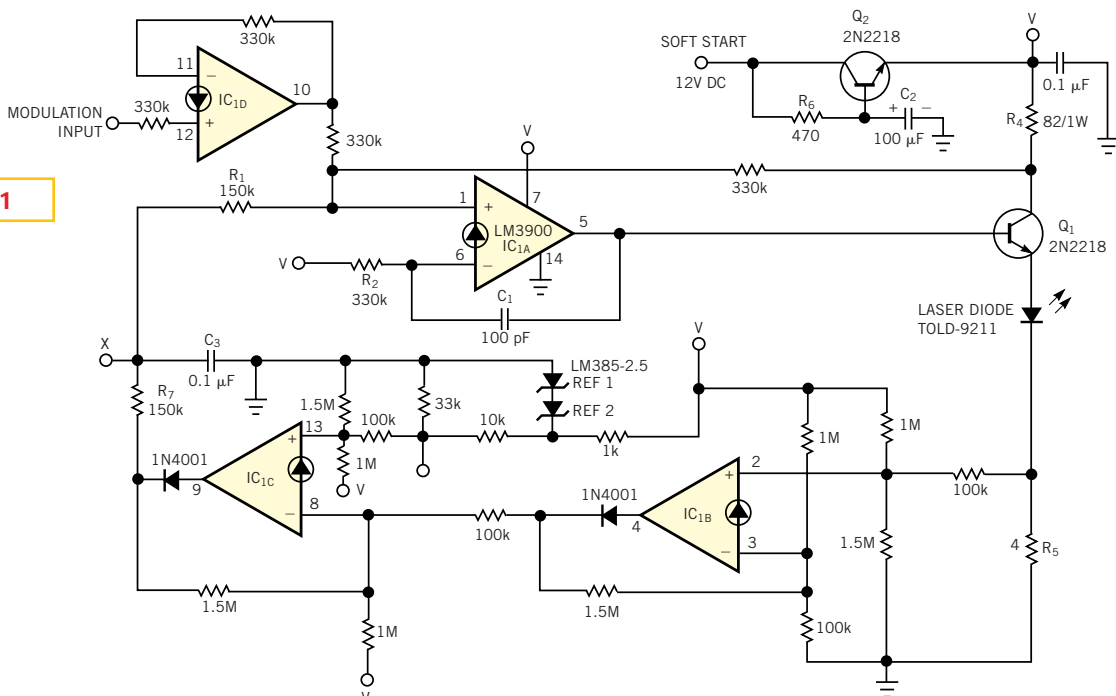 330k
11
−
IC1D
10
330k
MODULATION
INPUT
12
+
330k
Q2
2N2218
SOFT START
12V DC
V
R6
470
+
C2
−
100 µF
0.1 µF
R4
82/1W
V
330k
1
R1
150k
1
+
7
LM3900
IC1A
5
6
−
14
V
R2
330k
C1
100 pF
Q1
2N2218
LASER DIODE
TOLD-9211
X
C3
0.1 µF
R7
150k
1.5M
33k
LM385-2.5
REF 1
REF 2
V
13
+
100k
10k
1k
1M
1M
1N4001
9
IC1C
1M
V
8
−
2
+
IC1B
1N4001
4
3
−
100k
100k
1.5M
4
R5
1.5M
1.5M
100k
1M